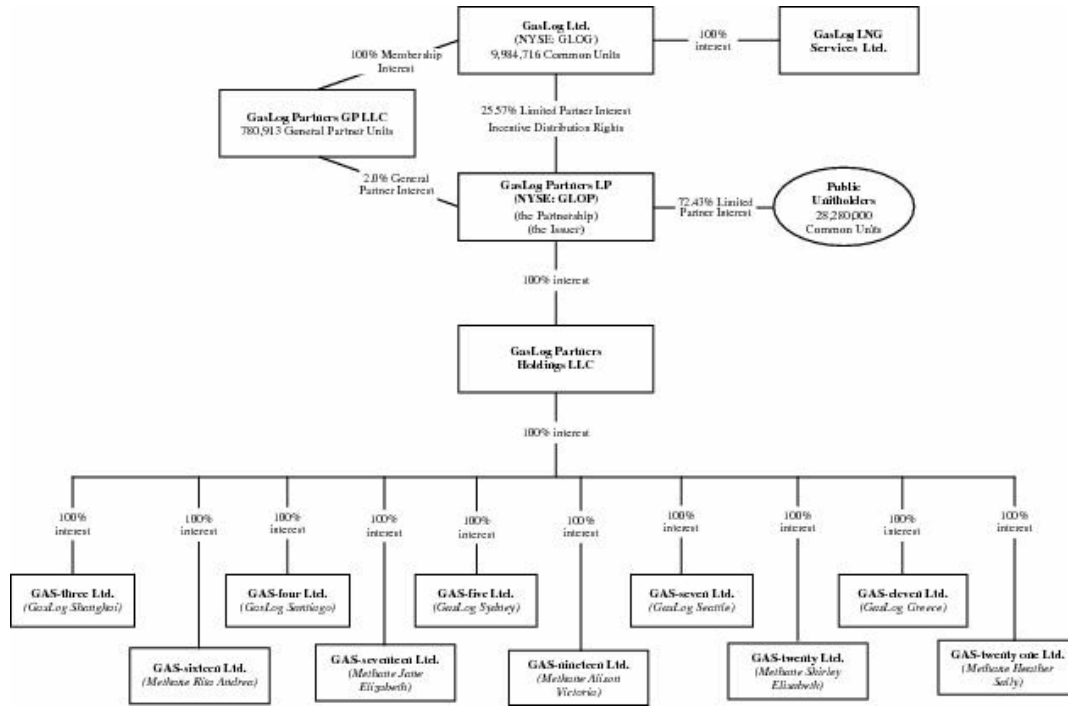 GasLog Ltd.
(NYSE: GLOG)
9,984,716 Common Units
100%
interest
GasLog LNG
Services Ltd.
100% Membership
Interest
GasLog Partners GP LLC
780,913 General Partner Units
25.57% Limited Partner Interest
Incentive Distribution Rights
2.0% General
Partner Interest
GasLog Partners LP
(NYSE: GLOP)
(the Partnership)
(the Issuer)
72.43% Limited
Partner Interest
Public
Unitholders
28,280,000
Common Units
100% interest
GasLog Partners
Holdings LLC
100% interest
100%
interest
100%
interest
100%
interest
100%
interest
100%
interest
100%
interest
100%
interest
100%
interest
100%
interest
100%
interest
GAS-three Ltd.
(GasLog Shanghai)
GAS-four Ltd.
(GasLog Santiago)
GAS-five Ltd.
(GasLog Sydney)
GAS-seven Ltd.
(GasLog Seattle)
GAS-eleven Ltd.
(GasLog Greece)
GAS-sixteen Ltd.
(Methane Rita Andrea)
GAS-seventeen Ltd.
(Methane Jane
Elizabeth)
GAS-nineteen Ltd.
(Methane Alison
Victoria)
GAS-twenty Ltd.
(Methane Shirley
Elisabeth)
GAS-twenty one Ltd.
(Methane Heather
Sally)